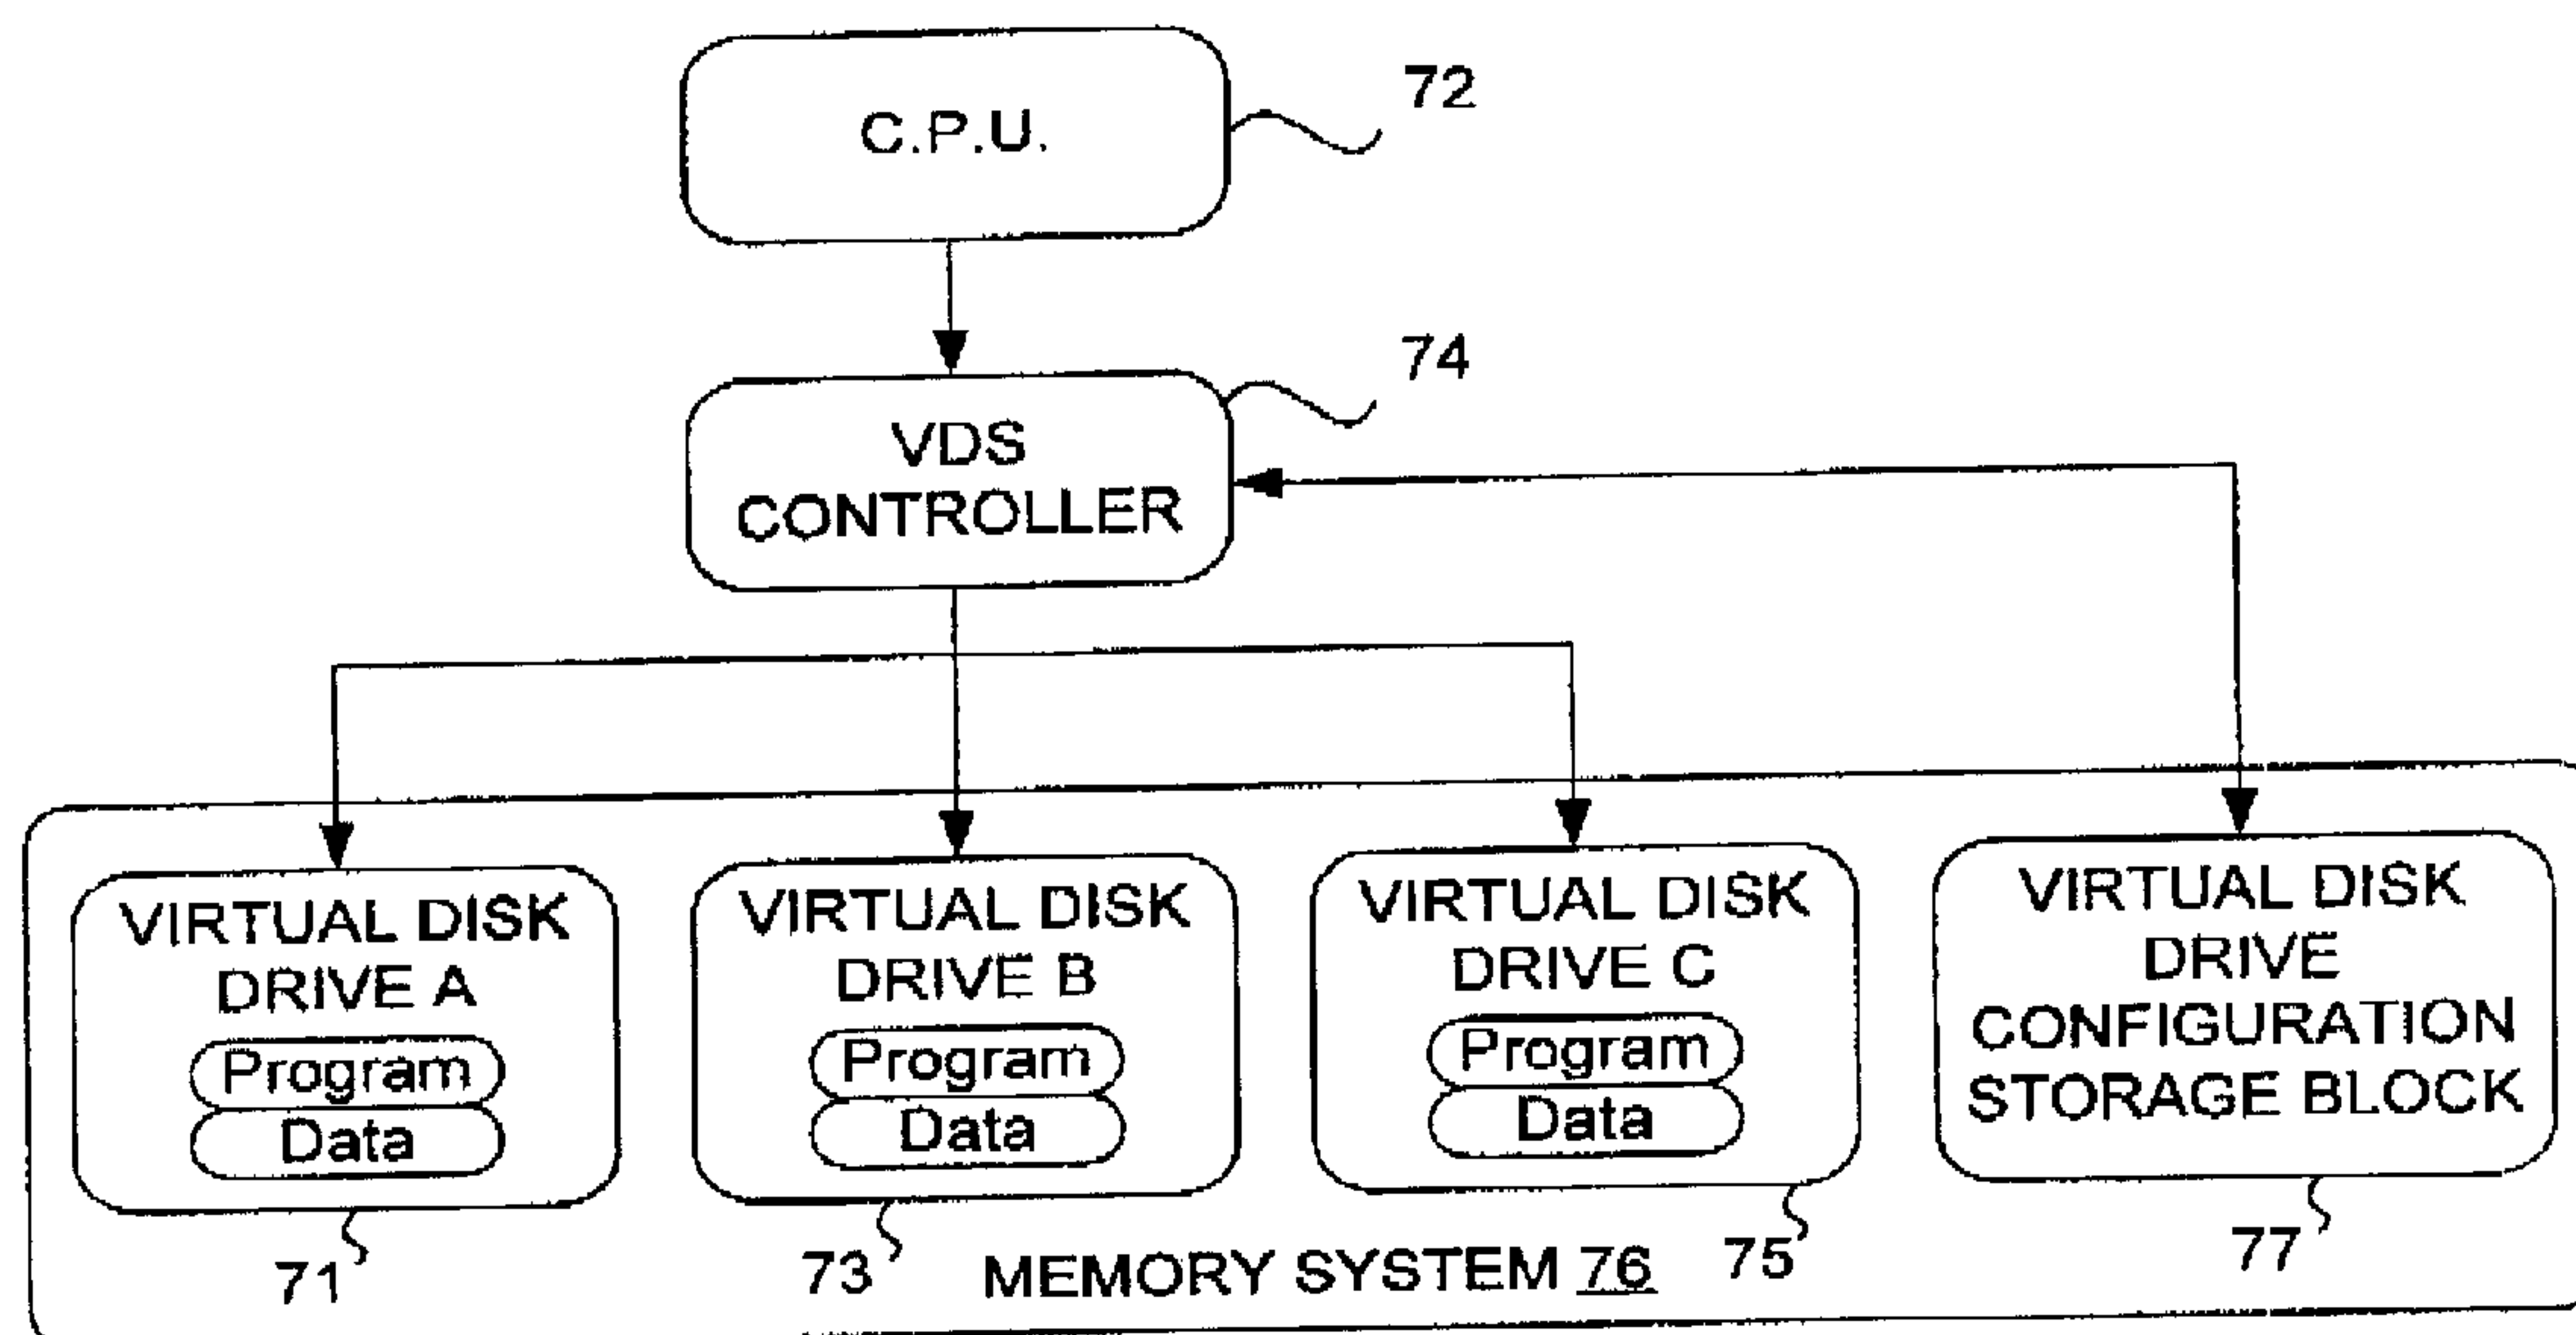 C.P.U.
72
74
VDS
CONTROLLER
VIRTUAL DISK
DRIVE A
Program
Data
VIRTUAL DISK
DRIVE B
Program
Data
VIRTUAL DISK
DRIVE C
Program
Data
VIRTUAL DISK
DRIVE
CONFIGURATION
STORAGE BLOCK
71
73
MEMORY SYSTEM 76
75
77